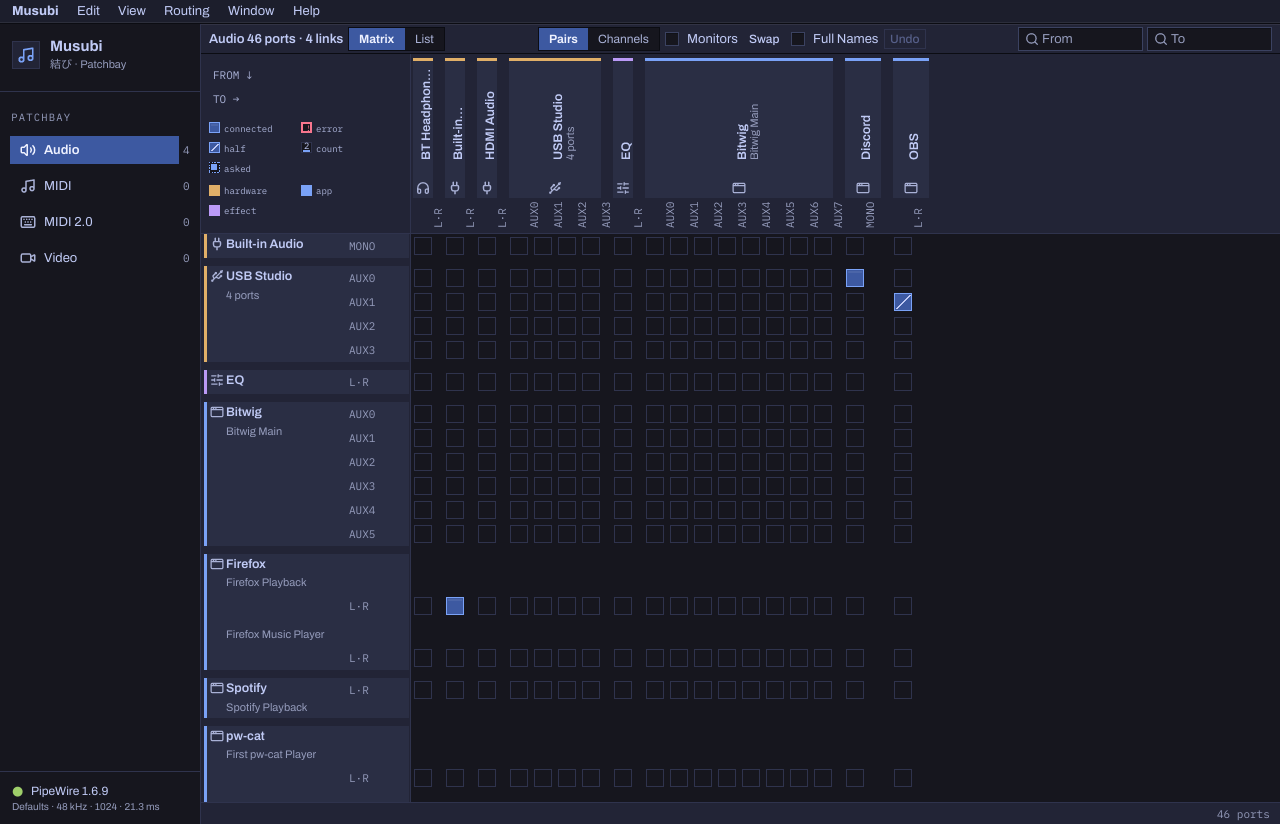 Musubi Edit View Routing Window Help
Musubi
結び · Patchbay
Audio 46 ports · 4 links Matrix List Pairs Channels Monitors Swap Full Names Undo From To
PATCHBAY
Audio 4
MIDI 0
MIDI 2.0 0
Video 0
PipeWire 1.6.9
Defaults · 48 kHz · 1024 · 21.3 ms
FROM ↓
TO →
connected error
half 2 count
asked
hardware app
effect
BT Headphon…
Built-in…
HDMI Audio
USB Studio
4 ports
EQ
Bitwig
Bitwig Main
Discord
OBS
L·R L·R L·R AUX0 AUX1 AUX2 AUX3 L·R AUX0 AUX1 AUX2 AUX3 AUX4 AUX5 AUX6 AUX7 MONO L·R
Built-in Audio MONO
USB Studio AUX0
4 ports
AUX1
AUX2
AUX3
EQ L·R
Bitwig AUX0
Bitwig Main
AUX1
AUX2
AUX3
AUX4
AUX5
Firefox
Firefox Playback
L·R
Firefox Music Player
L·R
Spotify L·R
Spotify Playback
pw-cat
First pw-cat Player
L·R
46 ports